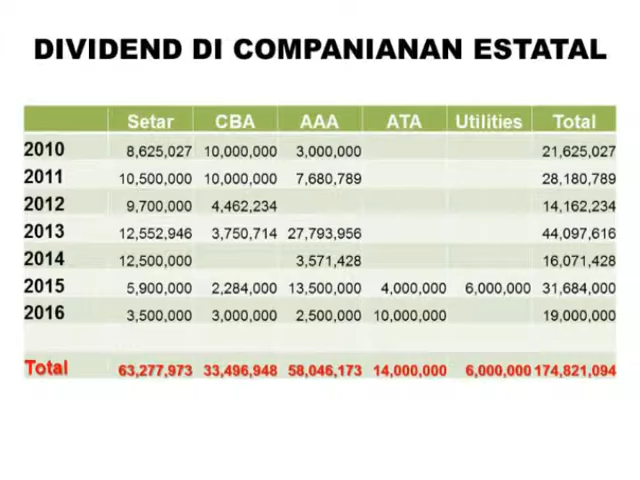 DIVIDEND DI COMPANIANAN ESTATAL
Setar CBA AAA ATA Utilities Total
2010 8,625,027 10,000,000 3,000,000 21,625,027
2011 10,500,000 10,000,000 7,680,789 28,180,789
2012 9,700,000 4,462,234 14,162,234
2013 12,552,946 3,750,714 27,793,956 44,097,616
2014 12,500,000 3,571,428 16,071,428
2015 5,900,000 2,284,000 13,500,000 4,000,000 6,000,000 31,684,000
2016 3,500,000 3,000,000 2,500,000 10,000,000 19,000,000
Total 63,277,973 33,496,948 58,046,173 14,000,000 6,000,000 174,821,094